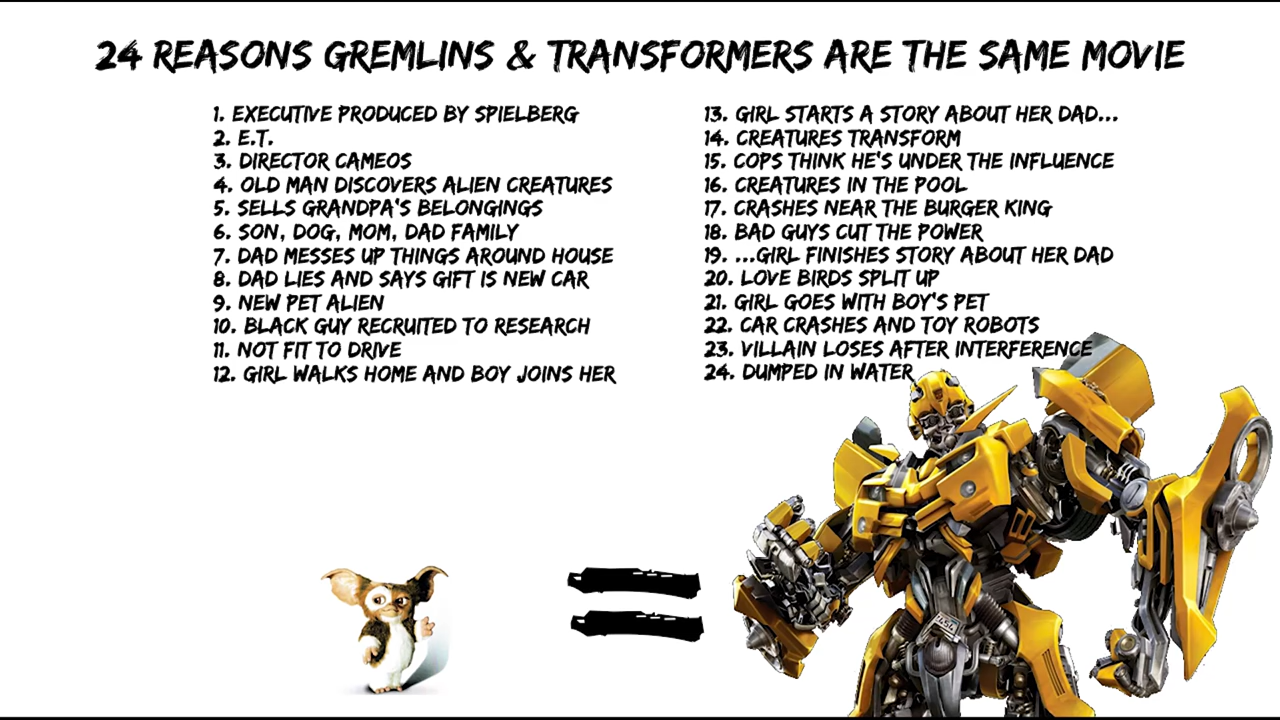 24 REASONS GREMLINS & TRANSFORMERS ARE THE SAME MOVIE
1. EXECUTIVE PRODUCED BY SPIELBERG
2. E.T.
3. DIRECTOR CAMEOS
4. OLD MAN DISCOVERS ALIEN CREATURES
5. SELLS GRANDPA'S BELONGINGS
6. SON, DOG, MOM, DAD FAMILY
7. DAD MESSES UP THINGS AROUND HOUSE
8. DAD LIES AND SAYS GIFT IS NEW CAR
9. NEW PET ALIEN
10. BLACK GUY RECRUITED TO RESEARCH
11. NOT FIT TO DRIVE
12. GIRL WALKS HOME AND BOY JOINS HER
13. GIRL STARTS A STORY ABOUT HER DAD...
14. CREATURES TRANSFORM
15. COPS THINK HE'S UNDER THE INFLUENCE
16. CREATURES IN THE POOL
17. CRASHES NEAR THE BURGER KING
18. BAD GUYS CUT THE POWER
19. ...GIRL FINISHES STORY ABOUT HER DAD
20. LOVE BIRDS SPLIT UP
21. GIRL GOES WITH BOY'S PET
22. CAR CRASHES AND TOY ROBOTS
23. VILLAIN LOSES AFTER INTERFERENCE
24. DUMPED IN WATER